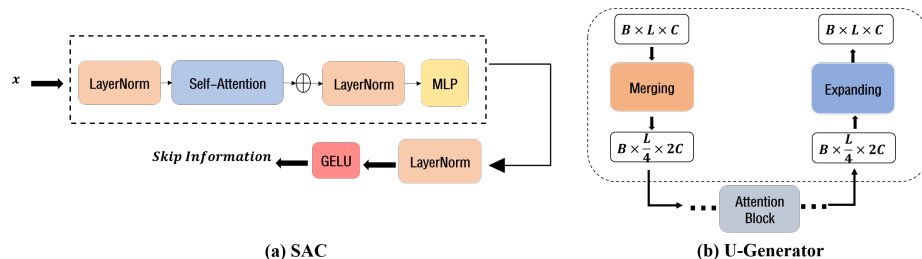 x
LayerNorm
Self-Attention
LayerNorm
MLP
Skip Information
GELU
LayerNorm
(a) SAC
B × L × C
B × L × C
Merging
Expanding
B × L/4 × 2C
B × L/4 × 2C
Attention
Block
(b) U-Generator